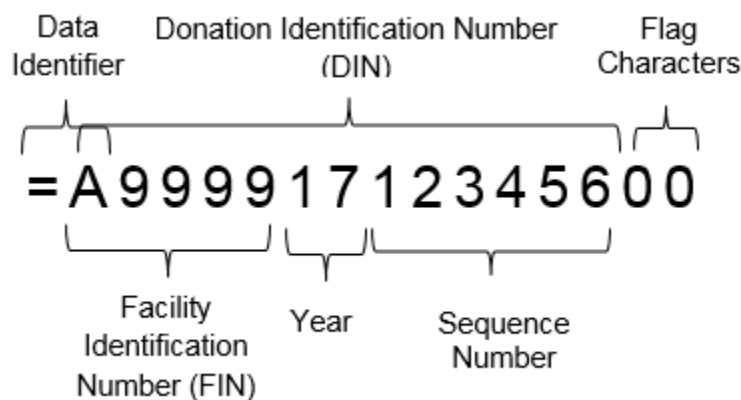 Data
Identifier
Donation Identification Number
(DIN)
Flag
Characters
=A99991712345600
Facility
Identification
Number (FIN)
Year
Sequence
Number